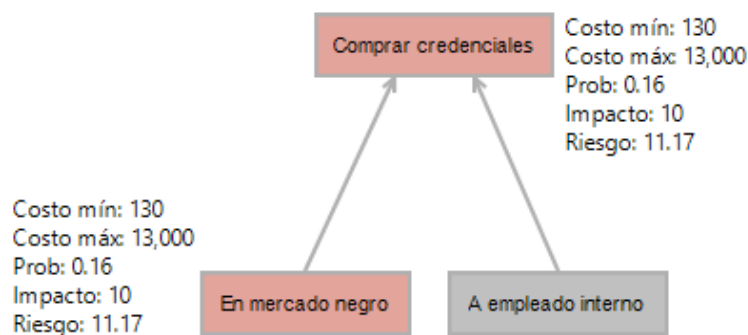 Comprar credenciales
Costo mín: 130
Costo máx: 13,000
Prob: 0.16
Impacto: 10
Riesgo: 11.17
Costo mín: 130
Costo máx: 13,000
Prob: 0.16
Impacto: 10
Riesgo: 11.17
En mercado negro
A empleado interno